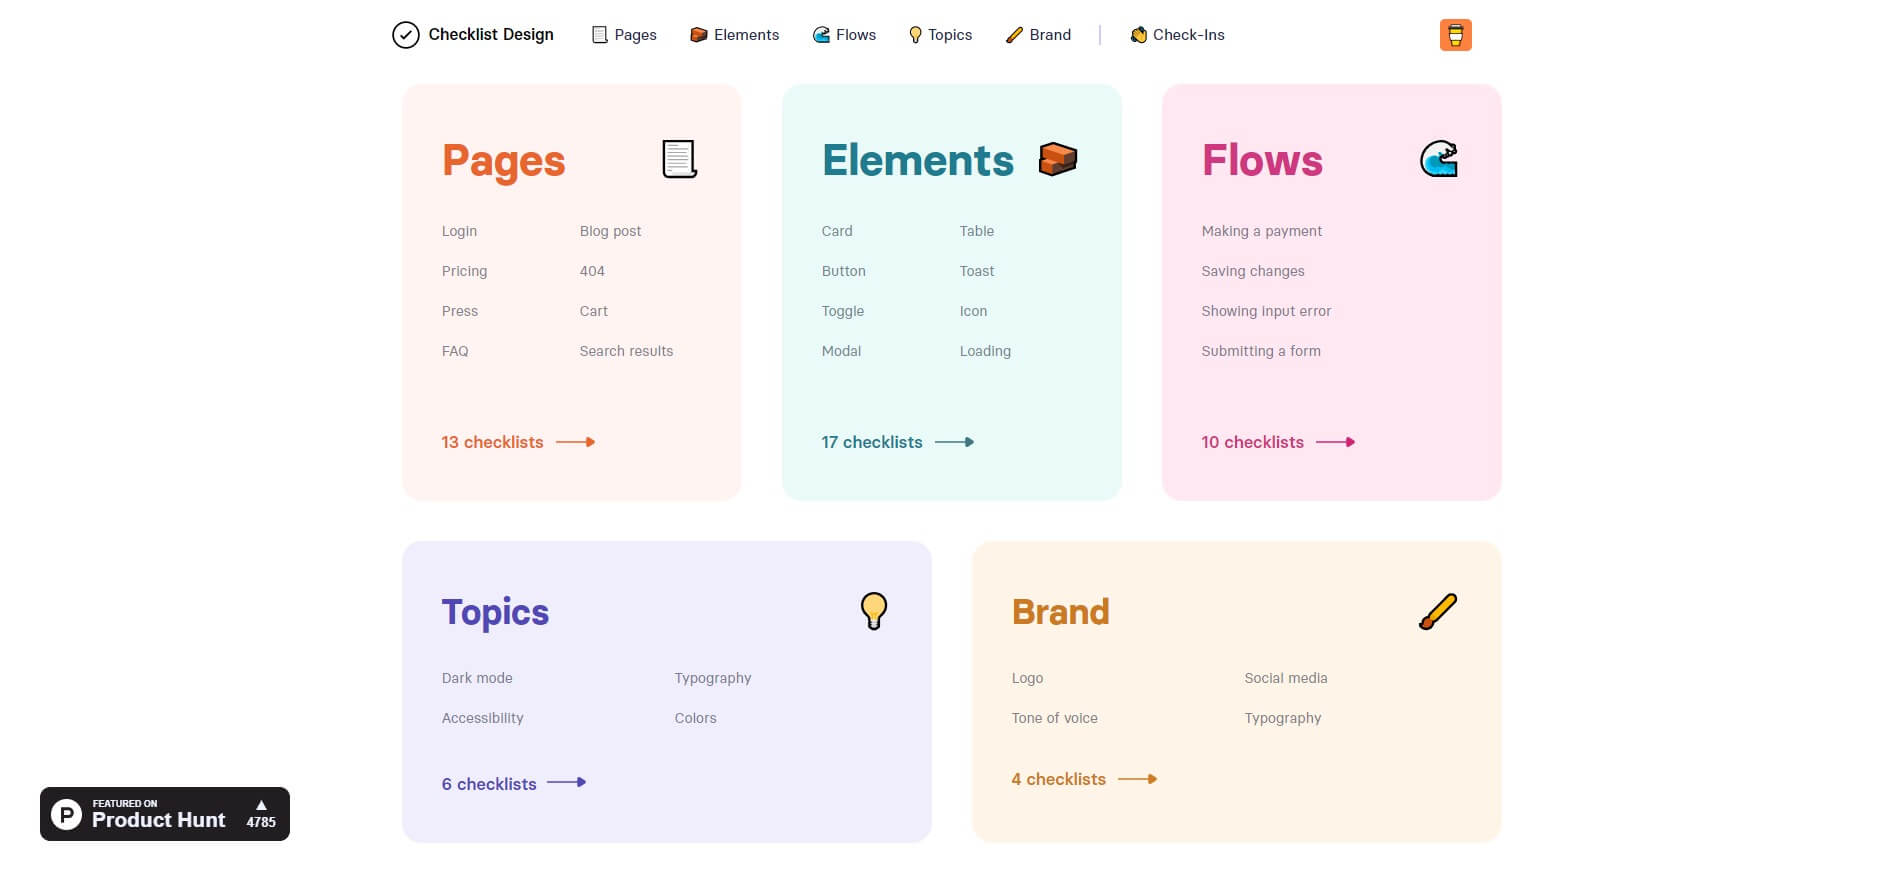 Checklist Design
Pages
Elements
Flows
Topics
Brand
Check-Ins
Pages
Login
Blog post
Pricing
404
Press
Cart
FAQ
Search results
13 checklists
Elements
Card
Table
Button
Toast
Toggle
Icon
Modal
Loading
17 checklists
Flows
Making a payment
Saving changes
Showing input error
Submitting a form
10 checklists
Topics
Dark mode
Typography
Accessibility
Colors
6 checklists
Brand
Logo
Social media
Tone of voice
Typography
4 checklists
P
FEATURED ON
Product Hunt
4785